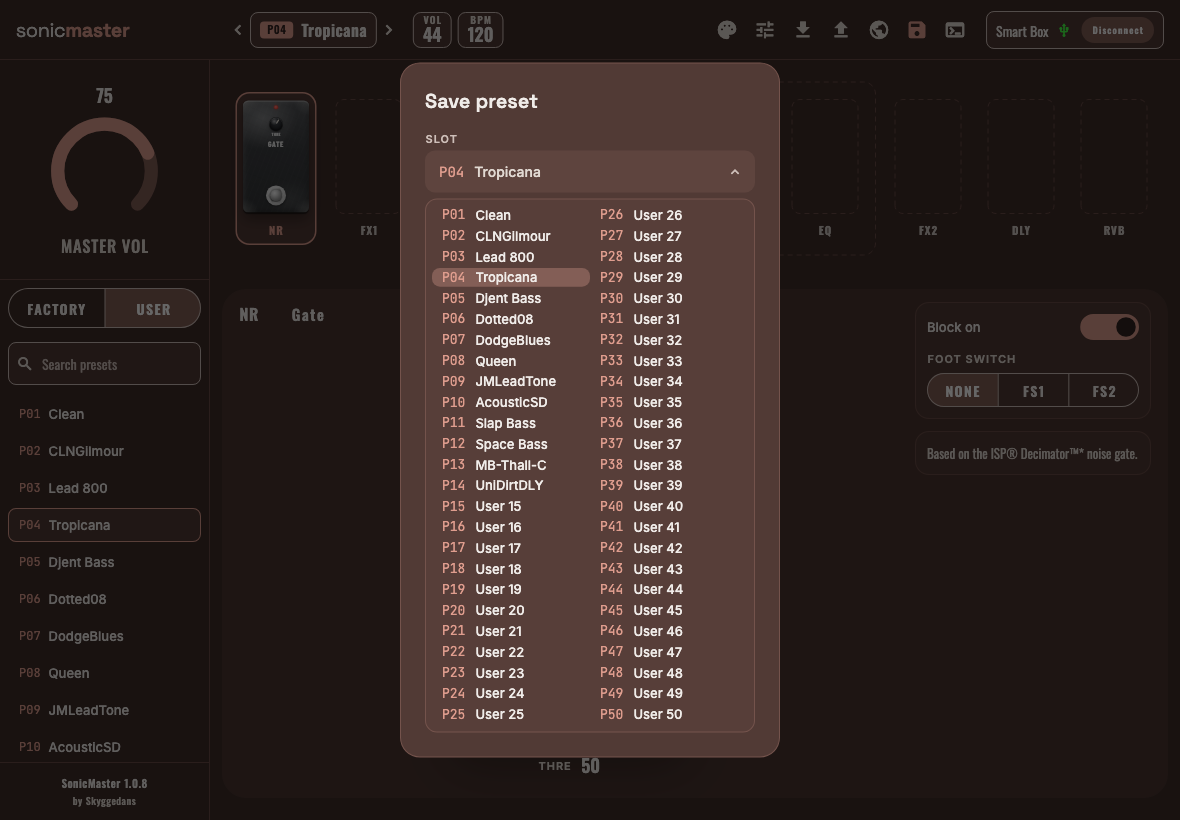 sonicmaster
P04 Tropicana
VOL
44
BPM
120
Smart Box
Disconnect
75
MASTER VOL
FACTORY
USER
Search presets
P01 Clean
P02 CLNGilmour
P03 Lead 800
P04 Tropicana
P05 Djent Bass
P06 Dotted08
P07 DodgeBlues
P08 Queen
P09 JMLeadTone
P10 AcousticSD
SonicMaster 1.0.8
by Skyggedans
GATE
NR
FX1
EQ
FX2
DLY
RVB
NR Gate
Save preset
SLOT
P04 Tropicana
P01 Clean
P02 CLNGilmour
P03 Lead 800
P04 Tropicana
P05 Djent Bass
P06 Dotted08
P07 DodgeBlues
P08 Queen
P09 JMLeadTone
P10 AcousticSD
P11 Slap Bass
P12 Space Bass
P13 MB-Thall-C
P14 UniDirtDLY
P15 User 15
P16 User 16
P17 User 17
P18 User 18
P19 User 19
P20 User 20
P21 User 21
P22 User 22
P23 User 23
P24 User 24
P25 User 25
P26 User 26
P27 User 27
P28 User 28
P29 User 29
P30 User 30
P31 User 31
P32 User 32
P33 User 33
P34 User 34
P35 User 35
P36 User 36
P37 User 37
P38 User 38
P39 User 39
P40 User 40
P41 User 41
P42 User 42
P43 User 43
P44 User 44
P45 User 45
P46 User 46
P47 User 47
P48 User 48
P49 User 49
P50 User 50
THRE 50
Block on
FOOT SWITCH
NONE
FS1
FS2
Based on the ISP® Decimator™* noise gate.